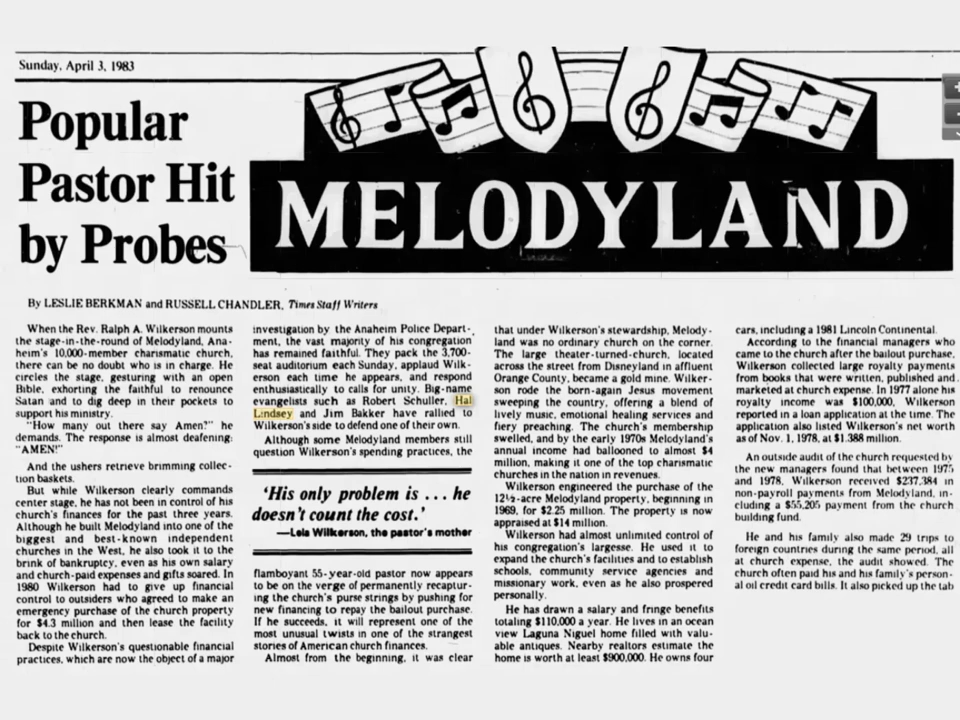 Sunday, April 3, 1983
Popular
Pastor Hit
by Probes
MELODYLAND
By LESLIE BERKMAN and RUSSELL CHANDLER, Times Staff Writers
When the Rev. Ralph A. Wilkerson mounts
the stage-in-the-round of Melodyland, Ana-
heim's 10,000-member charismatic church,
there can be no doubt who is in charge. He
circles the stage, gesturing with an open
Bible, exhorting the faithful to renounce
Satan and to dig deep in their pockets to
support his ministry.
"How many out there say Amen?" he
demands. The response is almost deafening:
"AMEN!"
And the ushers retrieve brimming collec-
tion baskets.
But while Wilkerson clearly commands
center stage, he has not been in control of his
church's finances for the past three years.
Although he built Melodyland into one of the
biggest and best-known independent
churches in the West, he also took it to the
brink of bankruptcy, even as his own salary
and church-paid expenses and gifts soared. In
1980 Wilkerson had to give up financial
control to outsiders who agreed to make an
emergency purchase of the church property
for $4.3 million and then lease the facility
back to the church.
Despite Wilkerson's questionable financial
practices, which are now the object of a major
investigation by the Anaheim Police Depart-
ment, the vast majority of his congregation
has remained faithful. They pack the 3,700-
seat auditorium each Sunday, applaud Wilk-
erson each time he appears, and respond
enthusiastically to calls for unity. Big-name
evangelists such as Robert Schuller, Hal
Lindsey and Jim Bakker have rallied to
Wilkerson's side to defend one of their own.
Although some Melodyland members still
question Wilkerson's spending practices, the
'His only problem is . . . he
doesn't count the cost.'
—Lela Wilkerson, the pastor's mother
flamboyant 55-year-old pastor now appears
to be on the verge of permanently recaptur-
ing the church's purse strings by pushing for
new financing to repay the bailout purchase.
If he succeeds, it will represent one of the
most unusual twists in one of the strangest
stories of American church finances.
Almost from the beginning, it was clear
that under Wilkerson's stewardship, Melody-
land was no ordinary church on the corner.
The large theater-turned-church, located
across the street from Disneyland in affluent
Orange County, became a gold mine. Wilker-
son rode the born-again Jesus movement
sweeping the country, offering a blend of
lively music, emotional healing services and
fiery preaching. The church's membership
swelled, and by the early 1970s Melodyland's
annual income had ballooned to almost $4
million, making it one of the top charismatic
churches in the nation in revenues.
Wilkerson engineered the purchase of the
12½-acre Melodyland property, beginning in
1969, for $2.25 million. The property is now
appraised at $14 million.
Wilkerson had almost unlimited control of
his congregation's largesse. He used it to
expand the church's facilities and to establish
schools, community service agencies and
missionary work, even as he also prospered
personally.
He has drawn a salary and fringe benefits
totaling $110,000 a year. He lives in an ocean
view Laguna Niguel home filled with valu-
able antiques. Nearby realtors estimate the
home is worth at least $900,000. He owns four
cars, including a 1981 Lincoln Continental.
According to the financial managers who
came to the church after the bailout purchase,
Wilkerson collected large royalty payments
from books that were written, published and
marketed at church expense. In 1977 alone his
royalty income was $100,000, Wilkerson
reported in a loan application at the time. The
application also listed Wilkerson's net worth
as of Nov. 1, 1978, at $1.388 million.
An outside audit of the church requested by
the new managers found that between 1975
and 1978, Wilkerson received $237,384 in
non-payroll payments from Melodyland, in-
cluding a $55,205 payment from the church
building fund.
He and his family also made 29 trips to
foreign countries during the same period, all
at church expense, the audit showed. The
church often paid his and his family's person-
al oil credit card bills. It also picked up the tab